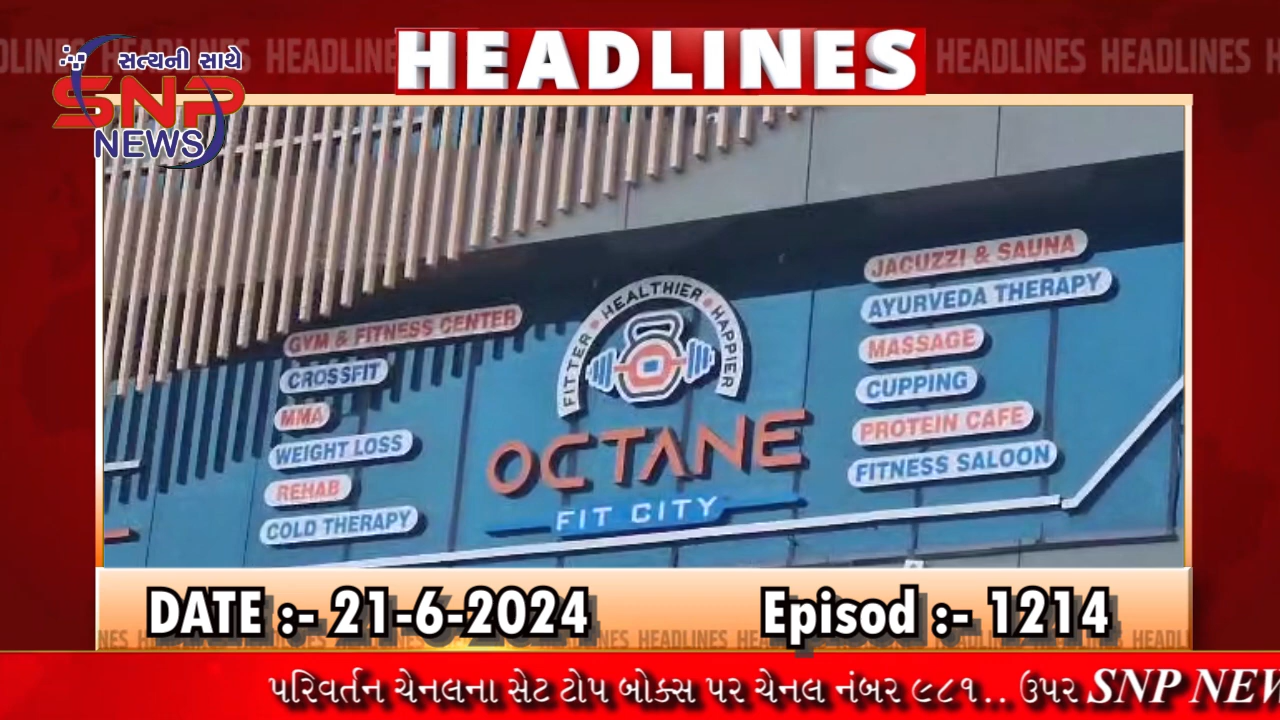 HEADLINES
સત્યની સાથે
SNP
NEWS
FITTER HEALTHIER HAPPIER
OCTANE
FIT CITY
GYM & FITNESS CENTER
CROSSFIT
MMA
WEIGHT LOSS
REHAB
COLD THERAPY
JACUZZI & SAUNA
AYURVEDA THERAPY
MASSAGE
CUPPING
PROTEIN CAFE
FITNESS SALOON
DATE :- 21-6-2024
Episod :- 1214
પરિવર્તન ચેનલના સેટ ટોપ બોક્સ પર ચેનલ નંબર ૯૮૧.. ઉપર SNP NEW